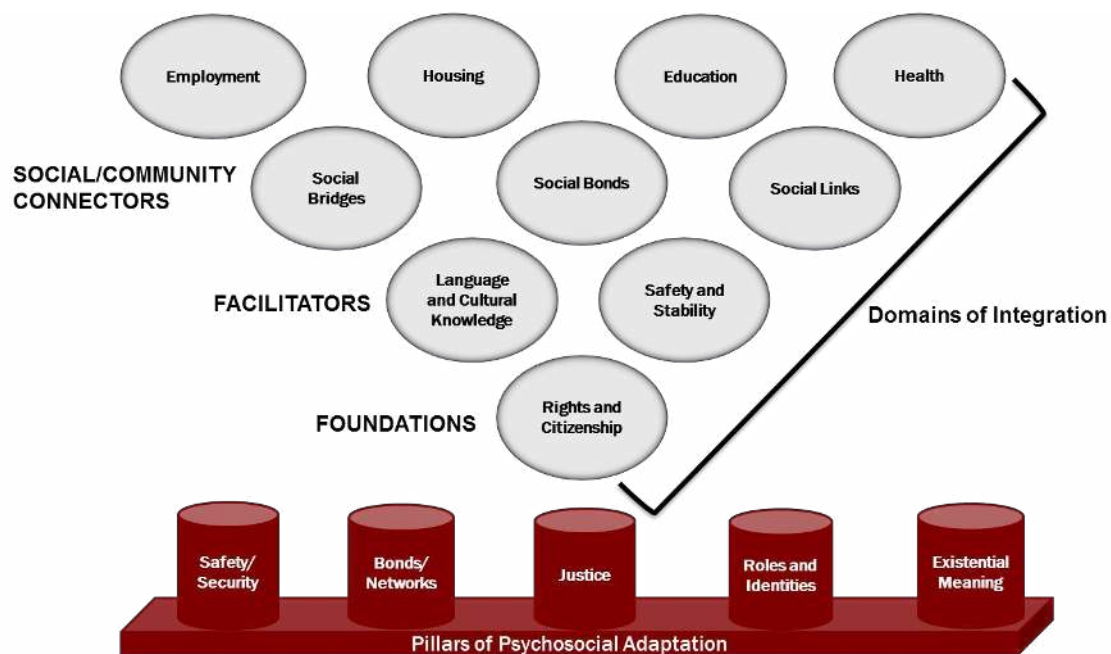 Employment
Housing
Education
Health
SOCIAL/COMMUNITY
CONNECTORS
Social
Bridges
Social Bonds
Social Links
FACILITATORS
Language
and Cultural
Knowledge
Safety and
Stability
Domains of Integration
FOUNDATIONS
Rights and
Citizenship
Safety/
Security
Bonds/
Networks
Justice
Roles and
Identities
Existential
Meaning
Pillars of Psychosocial Adaptation